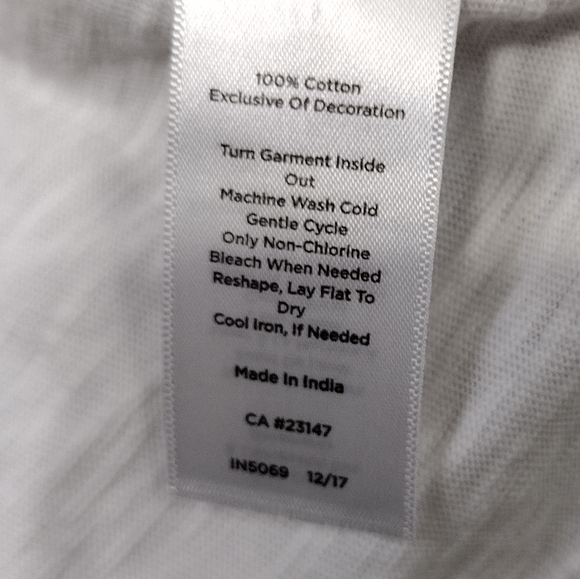 100% Cotton
Exclusive Of Decoration
Turn Garment Inside
Out
Machine Wash Cold
Gentle Cycle
Only Non-Chlorine
Bleach When Needed
Reshape, Lay Flat To
Dry
Cool Iron, If Needed
Made In India
CA #23147
IN5069 12/17